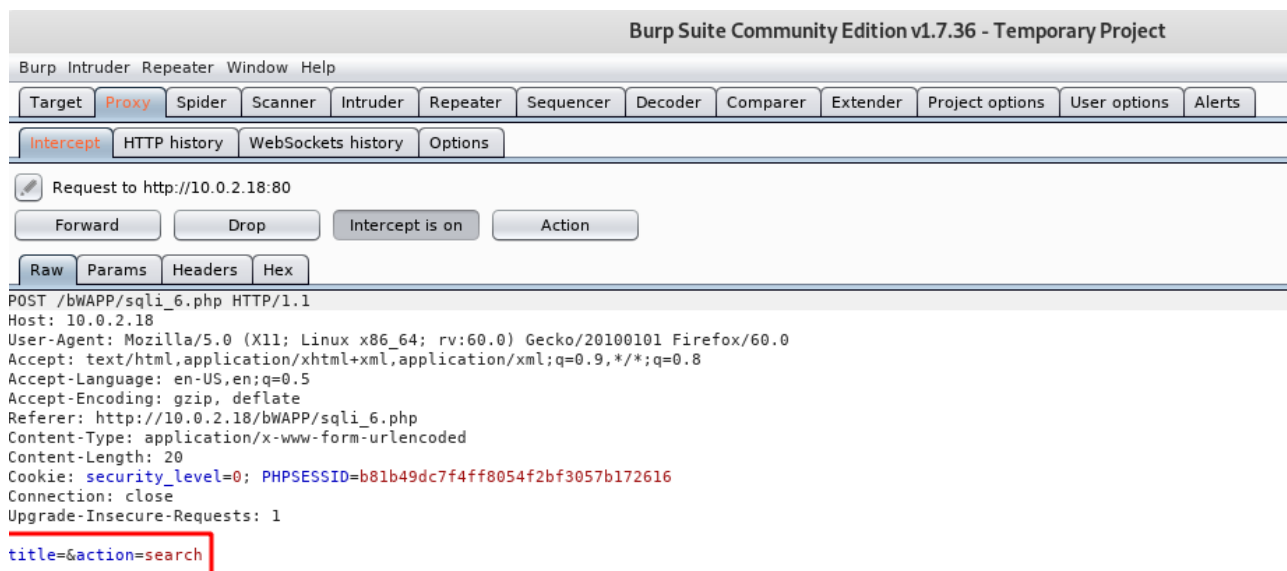 Burp Suite Community Edition v1.7.36 - Temporary Project
Burp Intruder Repeater Window Help
Target Proxy Spider Scanner Intruder Repeater Sequencer Decoder Comparer Extender Project options User options Alerts
Intercept HTTP history WebSockets history Options
Request to http://10.0.2.18:80
Forward Drop Intercept is on Action
Raw Params Headers Hex
POST /bWAPP/sqli_6.php HTTP/1.1
Host: 10.0.2.18
User-Agent: Mozilla/5.0 (X11; Linux x86_64; rv:60.0) Gecko/20100101 Firefox/60.0
Accept: text/html,application/xhtml+xml,application/xml;q=0.9,*/*;q=0.8
Accept-Language: en-US,en;q=0.5
Accept-Encoding: gzip, deflate
Referer: http://10.0.2.18/bWAPP/sqli_6.php
Content-Type: application/x-www-form-urlencoded
Content-Length: 20
Cookie: security_level=0; PHPSESSID=b81b49dc7f4ff8054f2bf3057b172616
Connection: close
Upgrade-Insecure-Requests: 1
title=&action=search